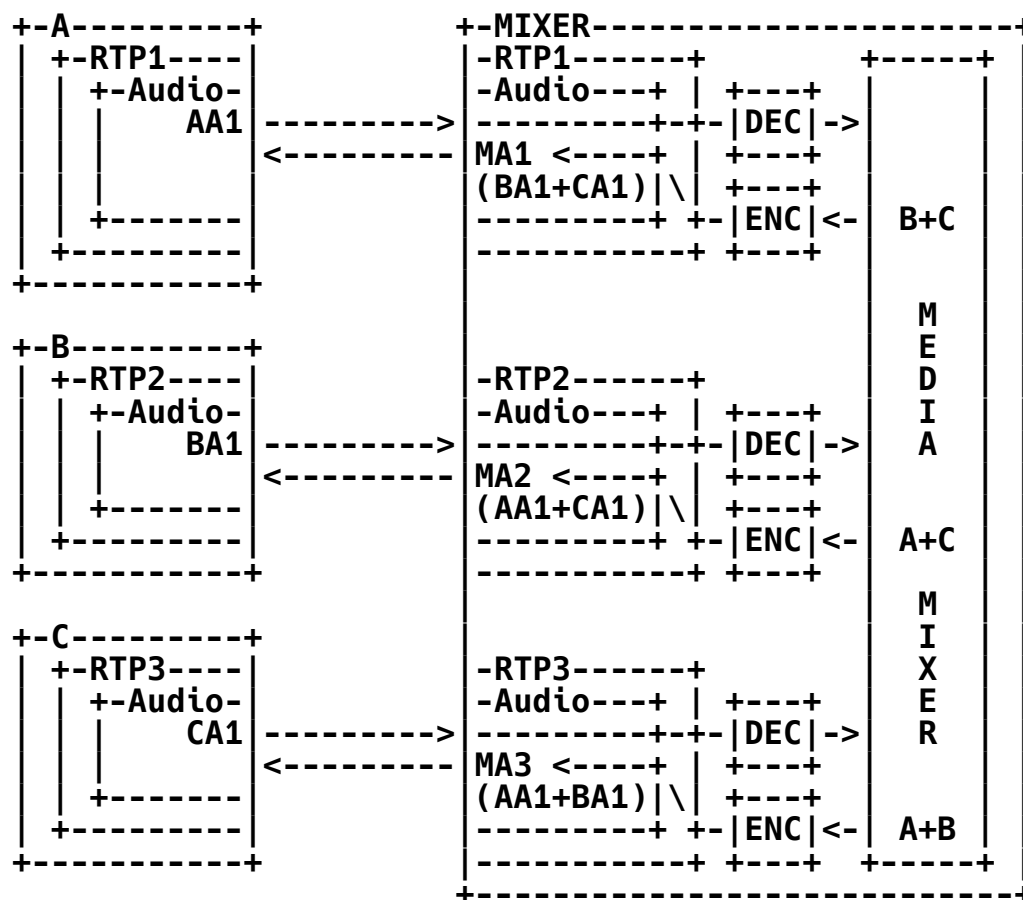 +-A---------+          +-MIXER----------------------+
| +-RTP1----|          |-RTP1------+        +-----+ |
| | +-Audio-|          |-Audio---+ | +---+  |     | |
| | |    AA1|--------->|---------+-+-|DEC|->|     | |
| | |       |<---------|MA1 <----+ | +---+  |     | |
| | |       |          |(BA1+CA1)|\| +---+  |     | |
| | +-------|          |---------+ +-|ENC|<-| B+C | |
| +---------|          |-----------+ +---+  |     | |
+-----------+          |                    |     | |
                       |                    |  M  | |
+-B---------+          |                    |  E  | |
| +-RTP2----|          |-RTP2------+        |  D  | |
| | +-Audio-|          |-Audio---+ | +---+  |  I  | |
| | |    BA1|--------->|---------+-+-|DEC|->|  A  | |
| | |       |<---------|MA2 <----+ | +---+  |     | |
| | +-------|          |(AA1+CA1)|\| +---+  |     | |
| +---------|          |---------+ +-|ENC|<-| A+C | |
+-----------+          |-----------+ +---+  |     | |
                       |                    |  M  | |
+-C---------+          |                    |  I  | |
| +-RTP3----|          |-RTP3------+        |  X  | |
| | +-Audio-|          |-Audio---+ | +---+  |  E  | |
| | |    CA1|--------->|---------+-+-|DEC|->|  R  | |
| | |       |<---------|MA3 <----+ | +---+  |     | |
| | +-------|          |(AA1+BA1)|\| +---+  |     | |
| +---------|          |---------+ +-|ENC|<-| A+B | |
+-----------+          |-----------+ +---+  +-----+ |
                       +----------------------------+